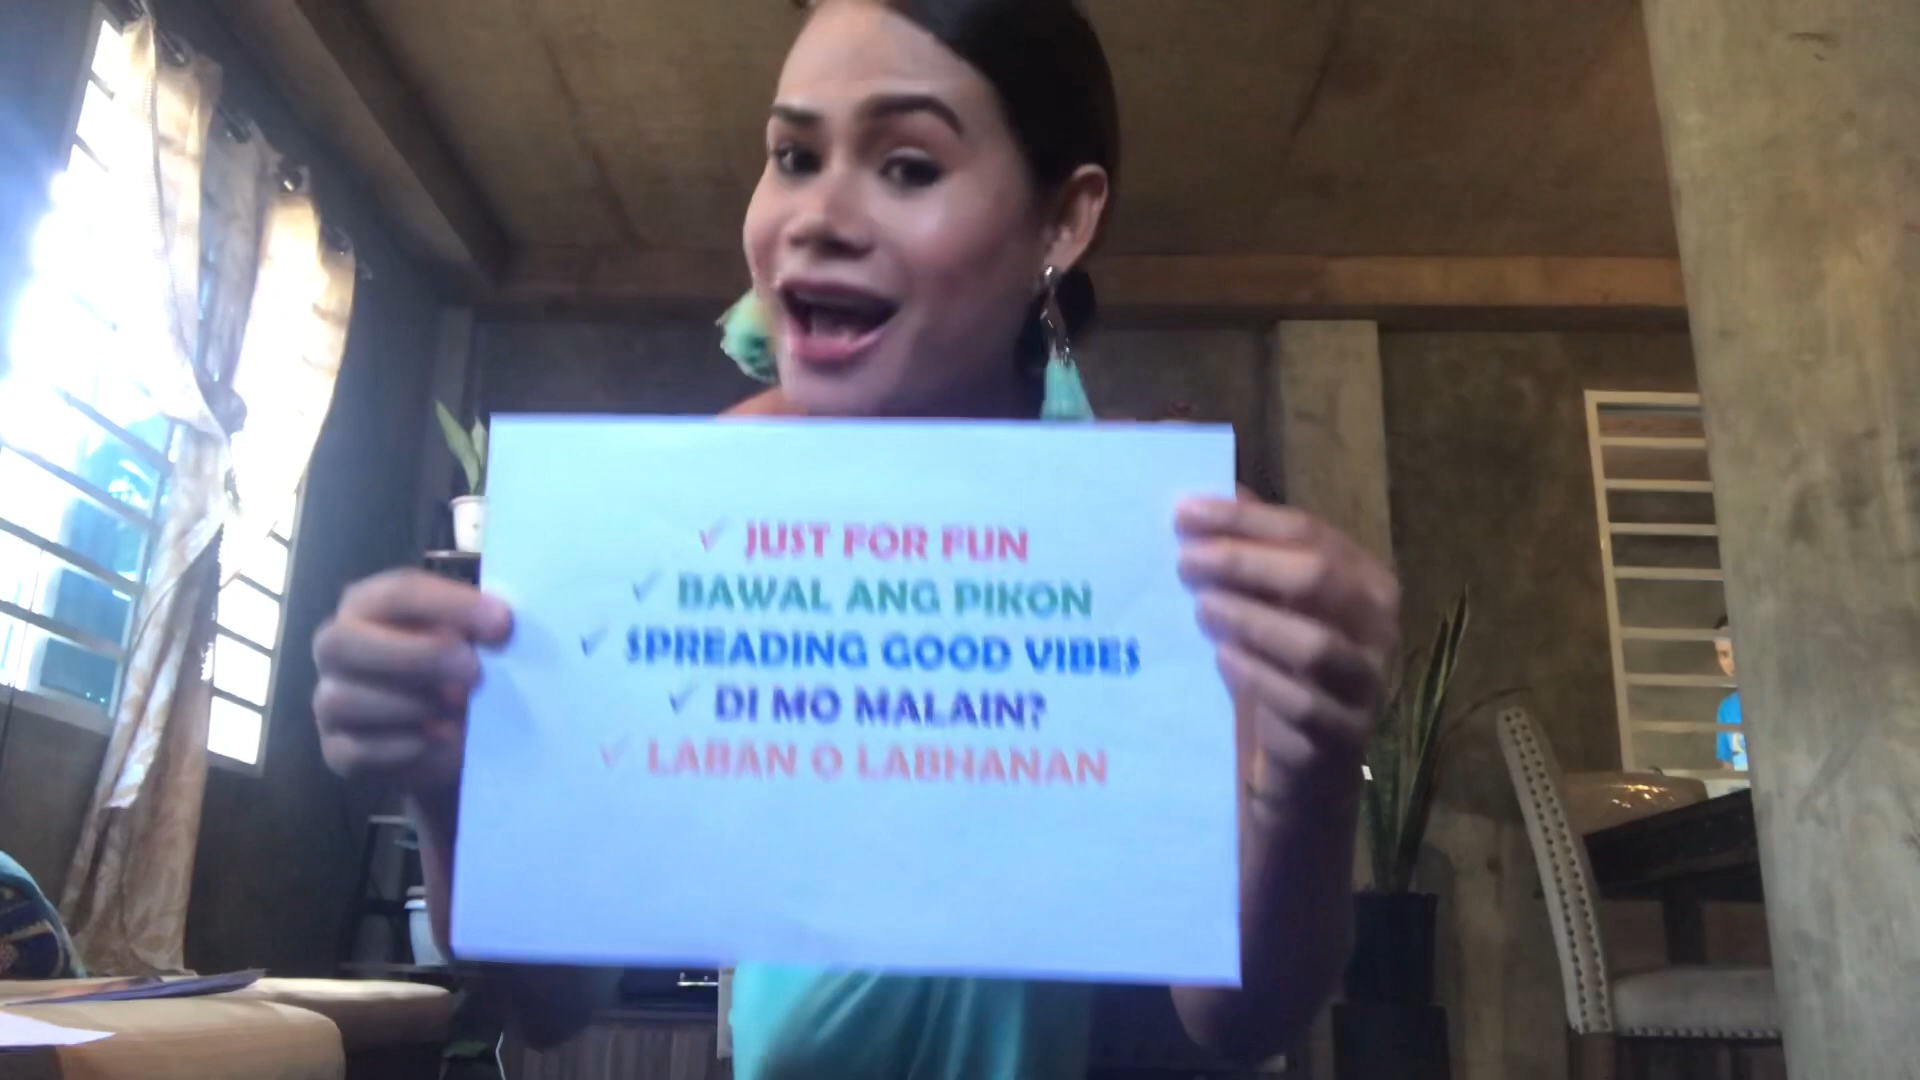 ✓ JUST FOR FUN
✓ BAWAL ANG PIKON
✓ SPREADING GOOD VIBES
✓ DI MO MALAIN?
✓ LABAN O LABHANAN